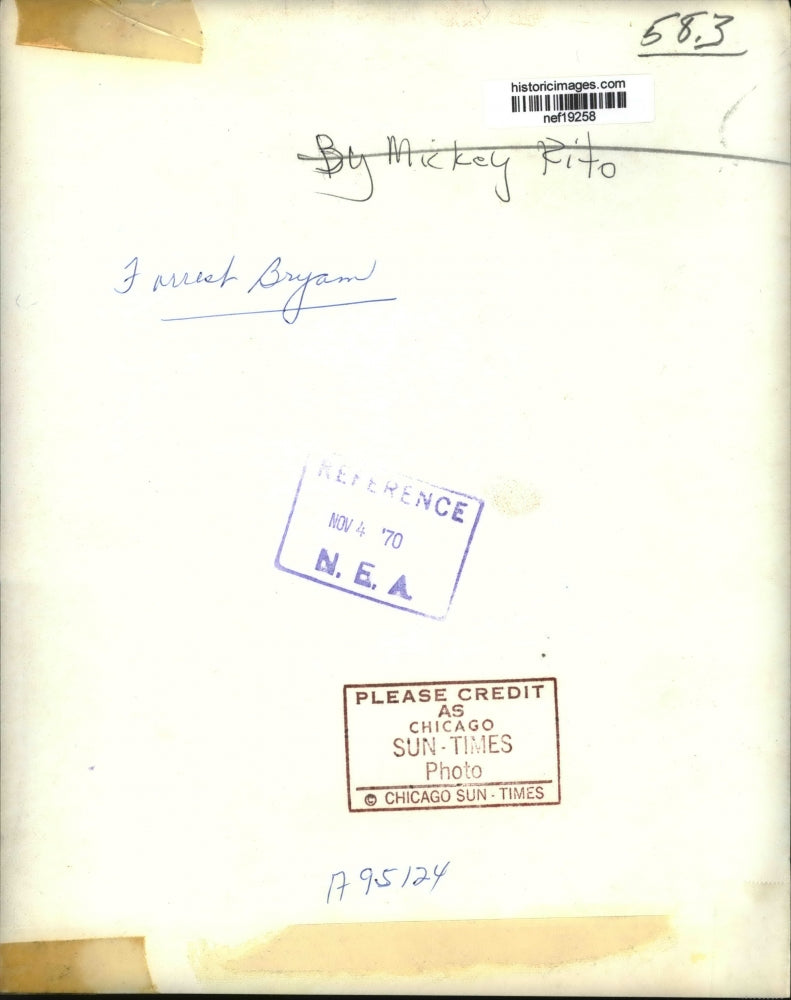 58.3
historicimages.com
nef19258
By Mickey Rito
Forrest Bryam
REFERENCE
NOV 4 '70
N. E. A.
PLEASE CREDIT
AS
CHICAGO
SUN-TIMES
Photo
© CHICAGO SUN-TIMES
A95124